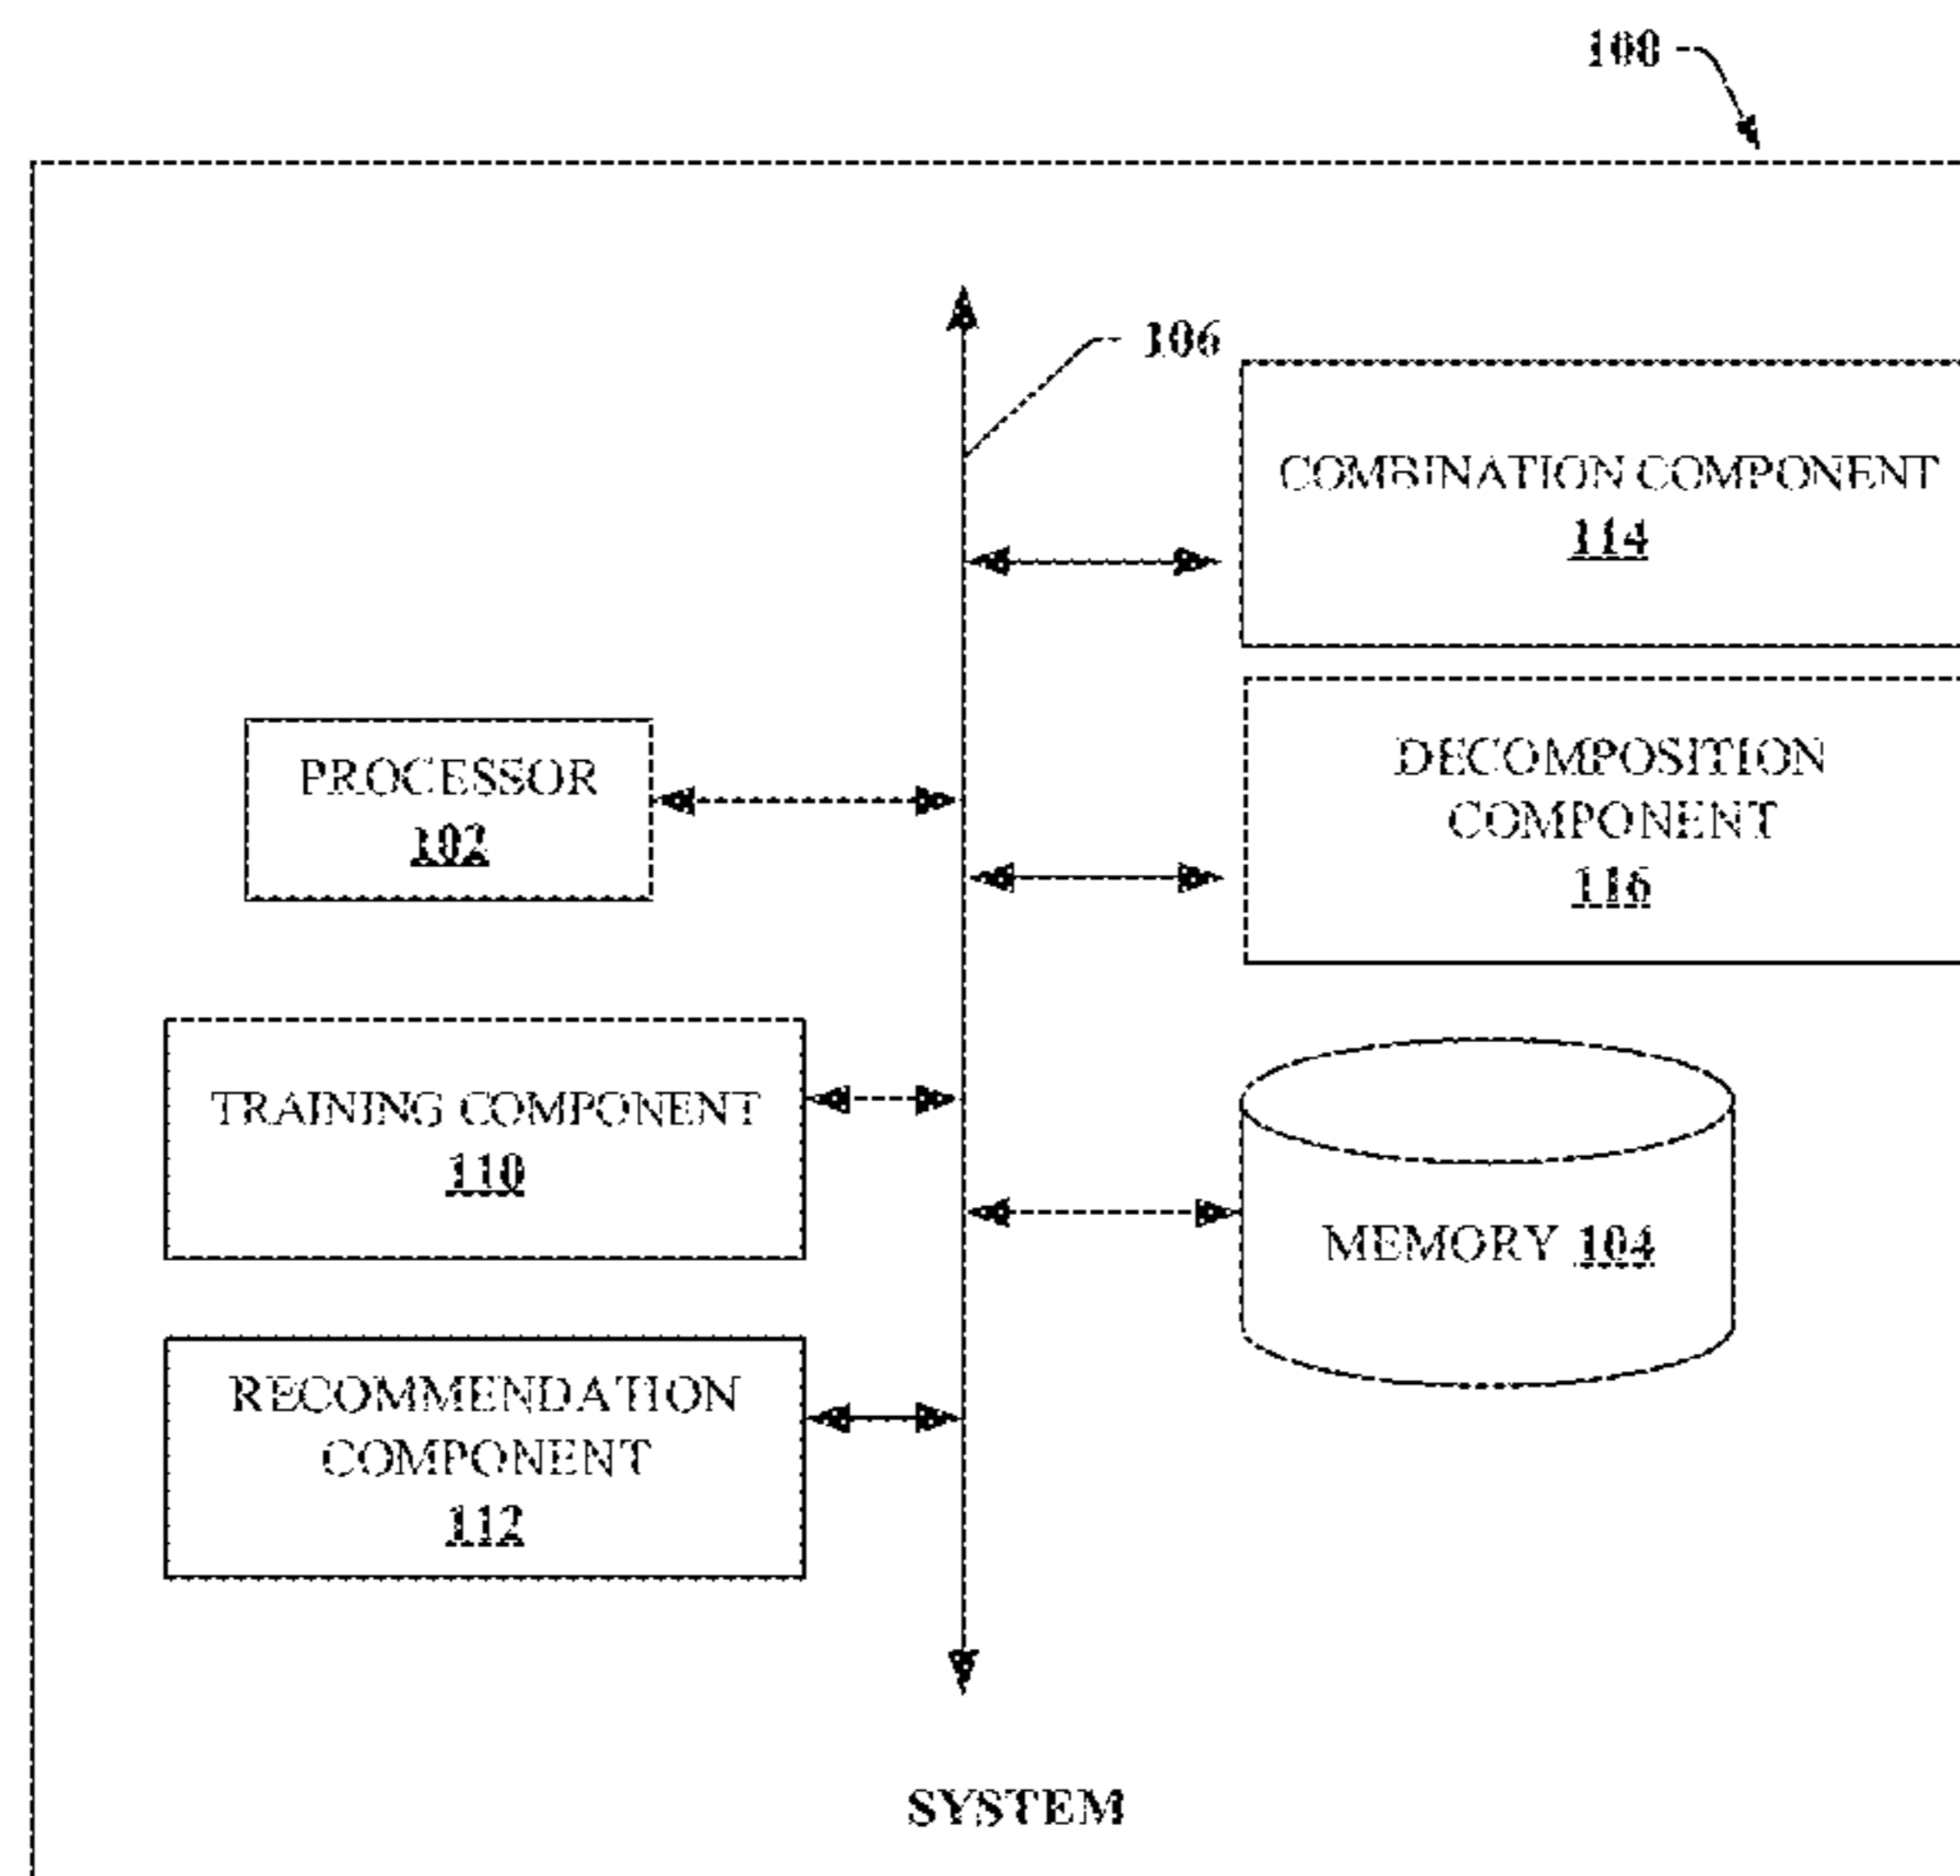 100
106
COMBINATION COMPONENT
114
PROCESSOR
102
DECOMPOSITION
COMPONENT
116
TRAINING COMPONENT
110
MEMORY 104
RECOMMENDATION
COMPONENT
112
SYSTEM